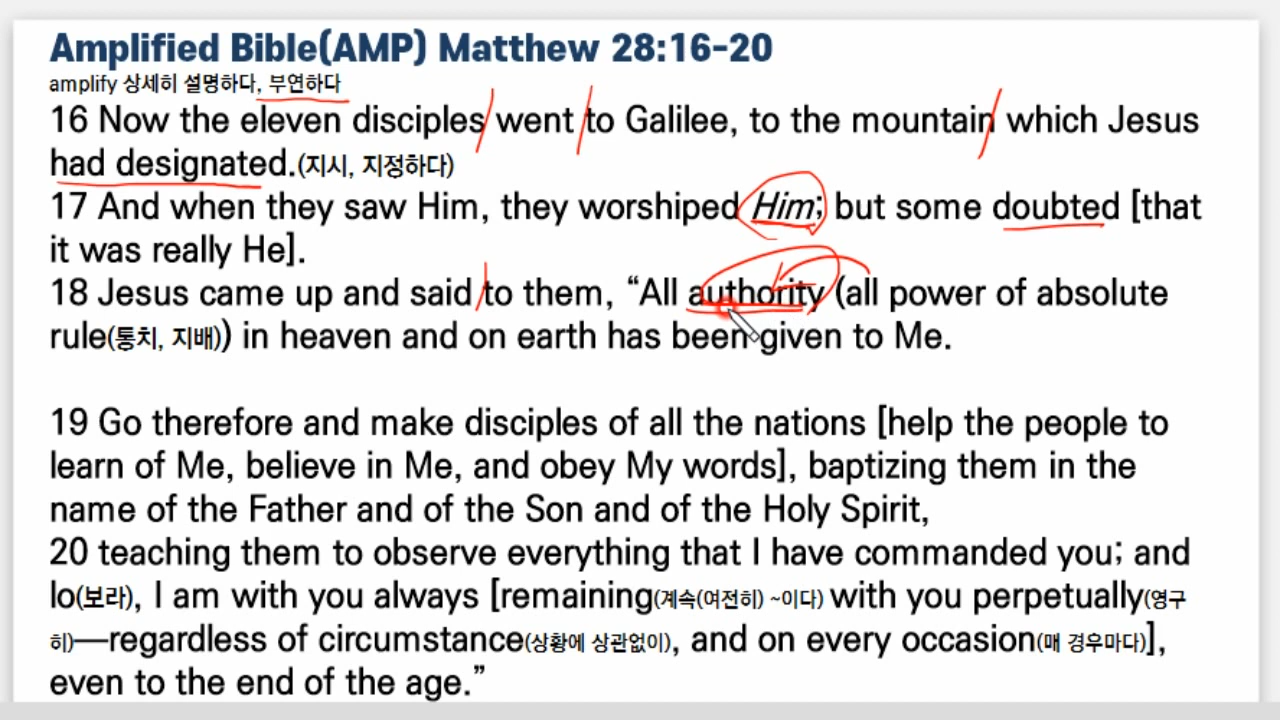 Amplified Bible(AMP) Matthew 28:16-20
amplify 상세히 설명하다, 부연하다
16 Now the eleven disciples went to Galilee, to the mountain which Jesus
had designated.(지시, 지정하다)
17 And when they saw Him, they worshiped Him; but some doubted [that
it was really He].
18 Jesus came up and said to them, “All authority (all power of absolute
rule(통치, 지배)) in heaven and on earth has been given to Me.
19 Go therefore and make disciples of all the nations [help the people to
learn of Me, believe in Me, and obey My words], baptizing them in the
name of the Father and of the Son and of the Holy Spirit,
20 teaching them to observe everything that I have commanded you; and
lo(보라), I am with you always [remaining(계속(여전히) ~이다) with you perpetually(영구
히)—regardless of circumstance(상황에 상관없이), and on every occasion(매 경우마다)],
even to the end of the age.”